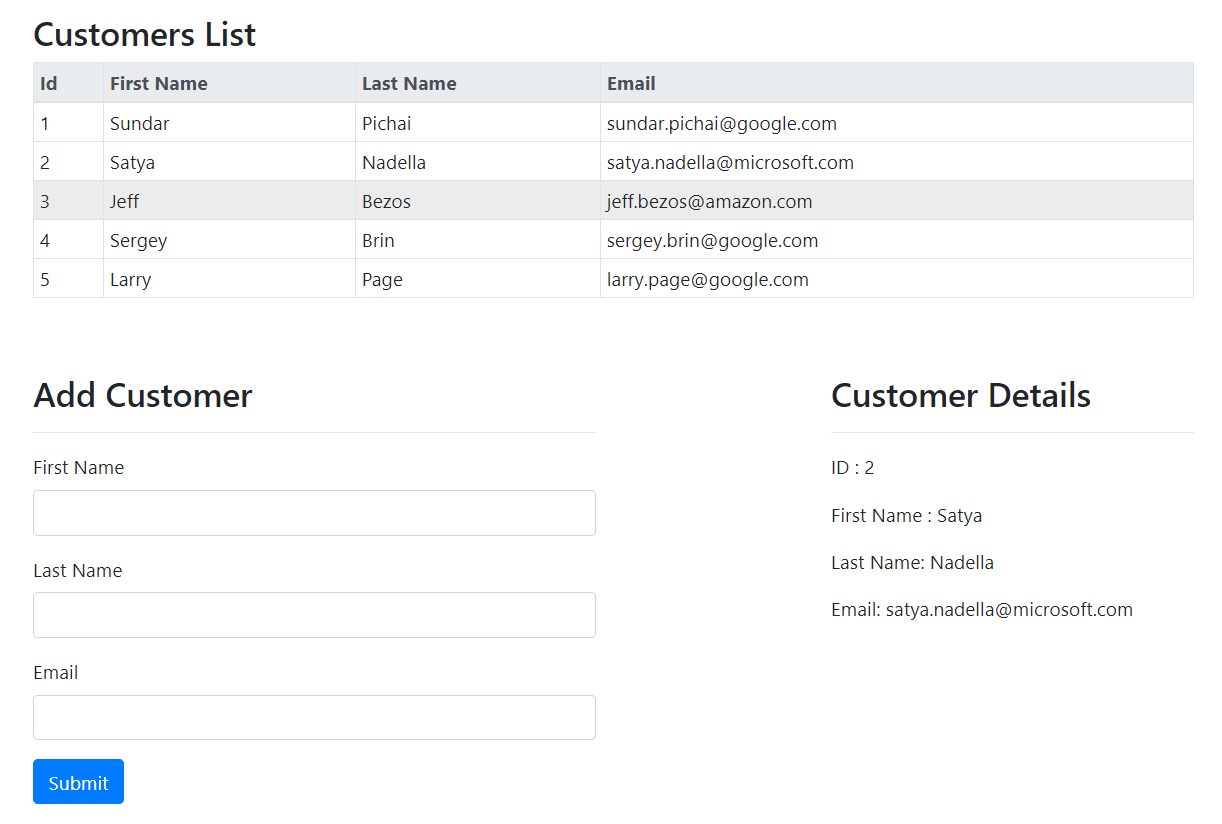 Customers List
Id First Name Last Name Email
1 Sundar Pichai sundar.pichai@google.com
2 Satya Nadella satya.nadella@microsoft.com
3 Jeff Bezos jeff.bezos@amazon.com
4 Sergey Brin sergey.brin@google.com
5 Larry Page larry.page@google.com
Add Customer
First Name
Last Name
Email
Submit
Customer Details
ID : 2
First Name : Satya
Last Name: Nadella
Email: satya.nadella@microsoft.com